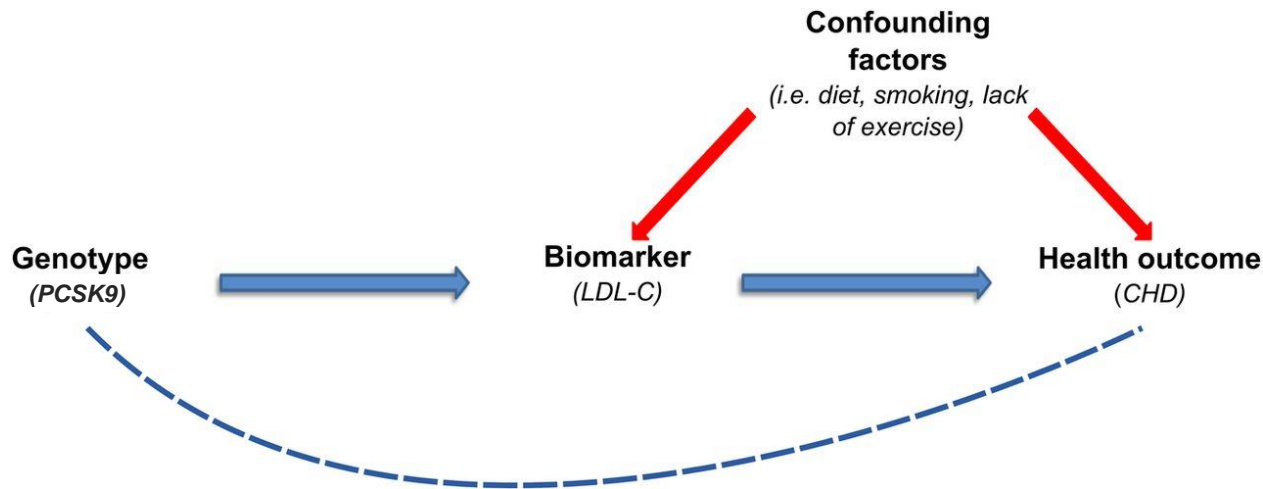 Confounding
factors
(i.e. diet, smoking, lack
of exercise)
Genotype
(PCSK9)
Biomarker
(LDL-C)
Health outcome
(CHD)